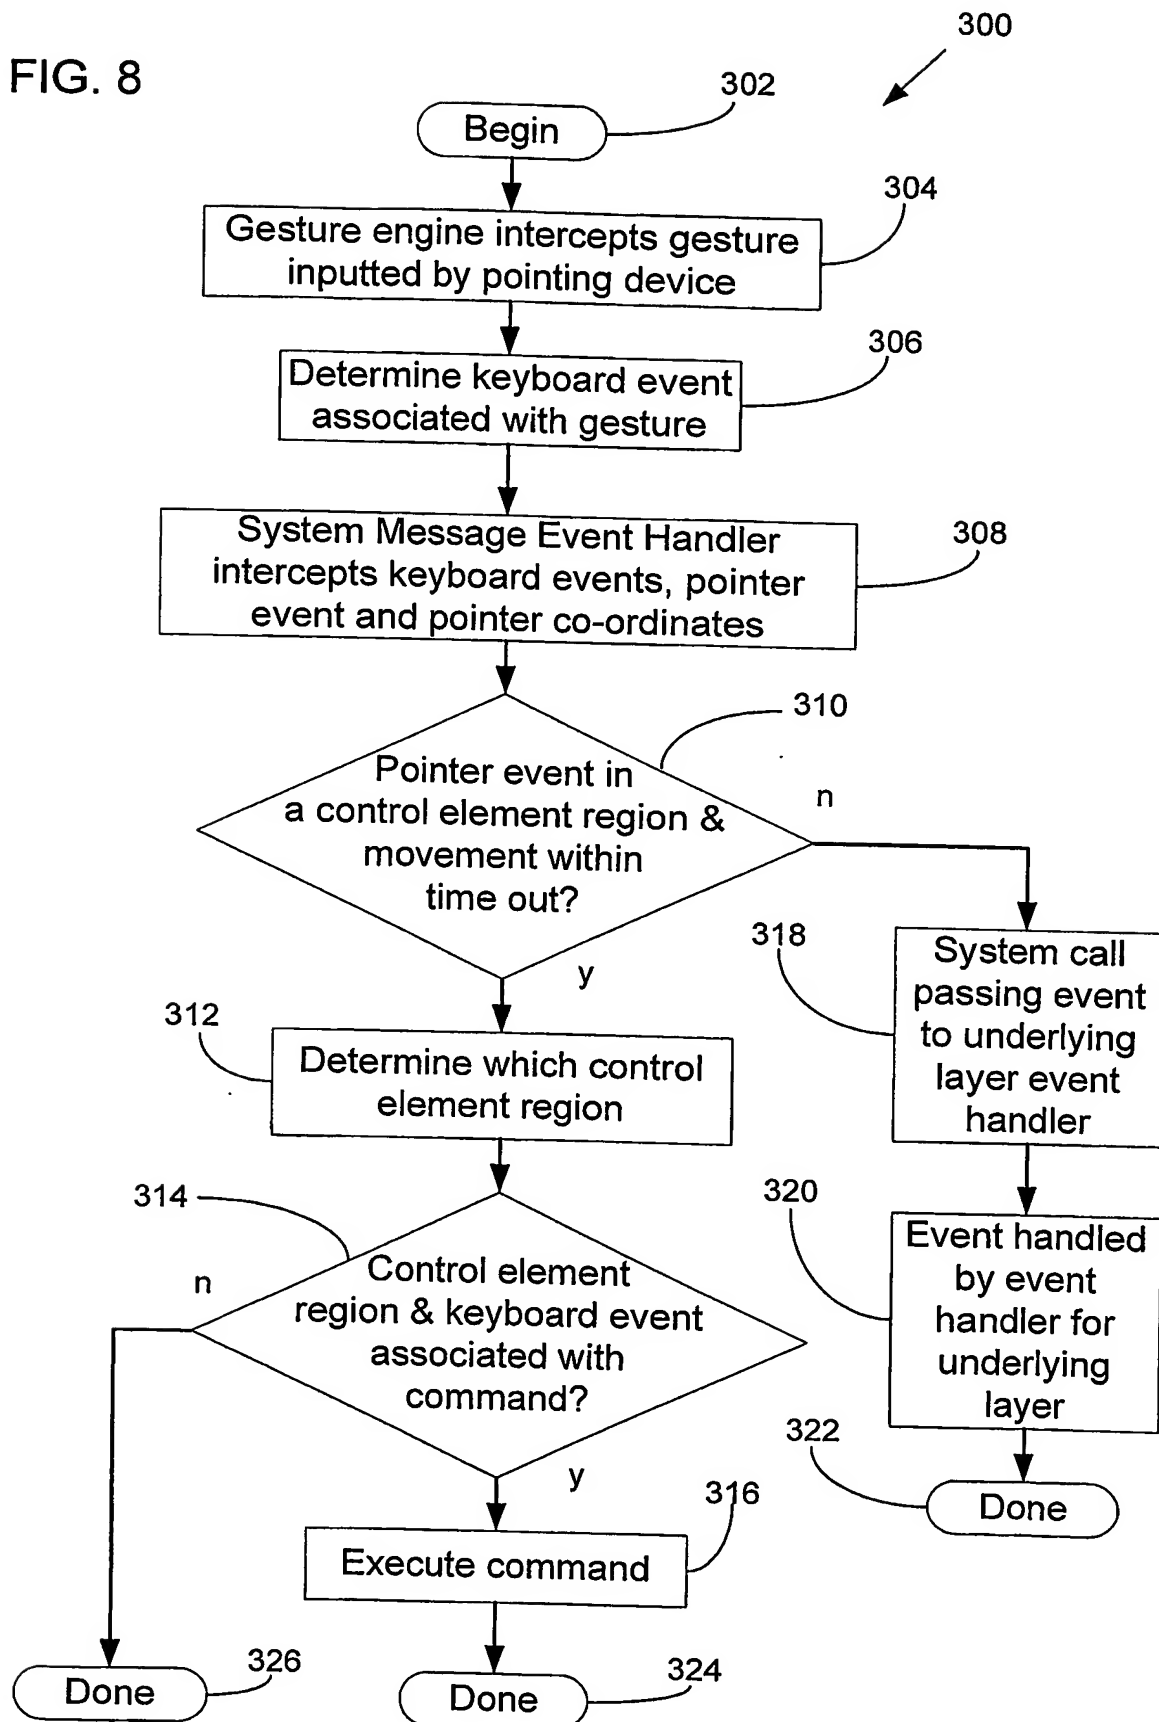 300
FIG. 8
302
Begin
304
Gesture engine intercepts gesture
inputted by pointing device
306
Determine keyboard event
associated with gesture
308
System Message Event Handler
intercepts keyboard events, pointer
event and pointer co-ordinates
310
Pointer event in
a control element region &
movement within
time out?
n
y
318
System call
passing event
to underlying
layer event
handler
312
Determine which control
element region
314
Control element
region & keyboard event
associated with
command?
n
y
320
Event handled
by event
handler for
underlying
layer
322
Done
316
Execute command
326
Done
324
Done